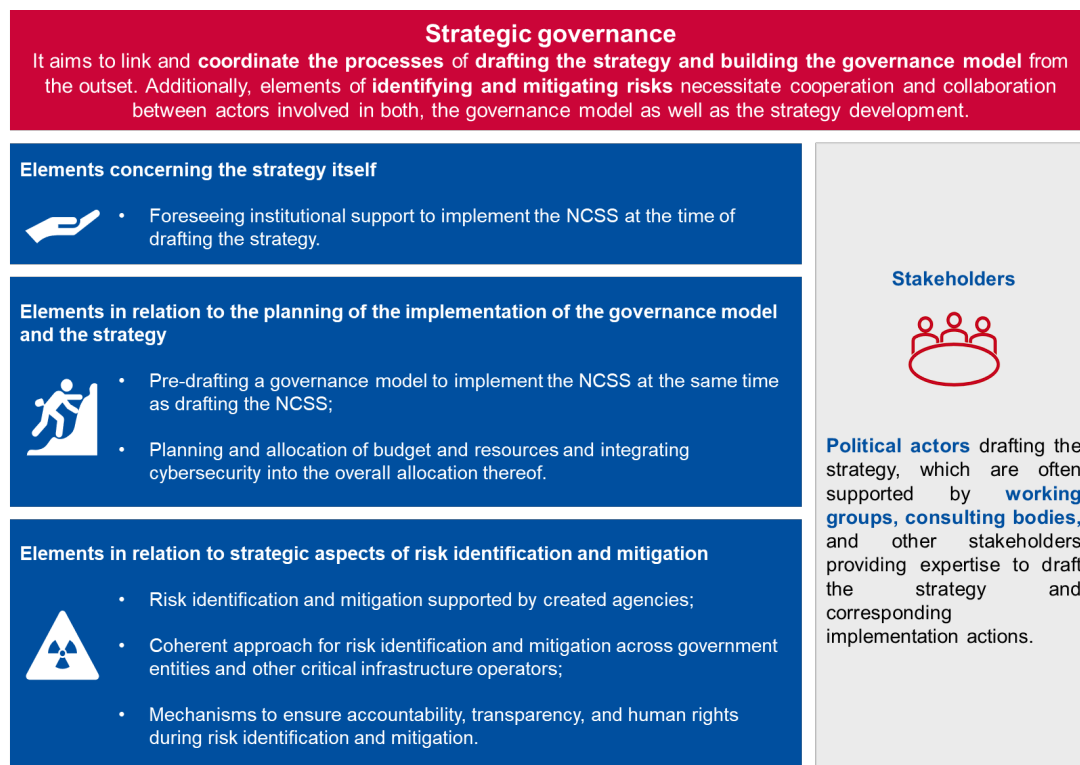 Strategic governance
It aims to link and coordinate the processes of drafting the strategy and building the governance model from
the outset. Additionally, elements of identifying and mitigating risks necessitate cooperation and collaboration
between actors involved in both, the governance model as well as the strategy development.
Elements concerning the strategy itself
• Foreseeing institutional support to implement the NCSS at the time of
drafting the strategy.
Elements in relation to the planning of the implementation of the governance model
and the strategy
• Pre-drafting a governance model to implement the NCSS at the same time
as drafting the NCSS;
• Planning and allocation of budget and resources and integrating
cybersecurity into the overall allocation thereof.
Elements in relation to strategic aspects of risk identification and mitigation
• Risk identification and mitigation supported by created agencies;
• Coherent approach for risk identification and mitigation across government
entities and other critical infrastructure operators;
• Mechanisms to ensure accountability, transparency, and human rights
during risk identification and mitigation.
Stakeholders
Political actors drafting the
strategy, which are often
supported by working
groups, consulting bodies,
and other stakeholders
providing expertise to draft
the strategy and
corresponding
implementation actions.